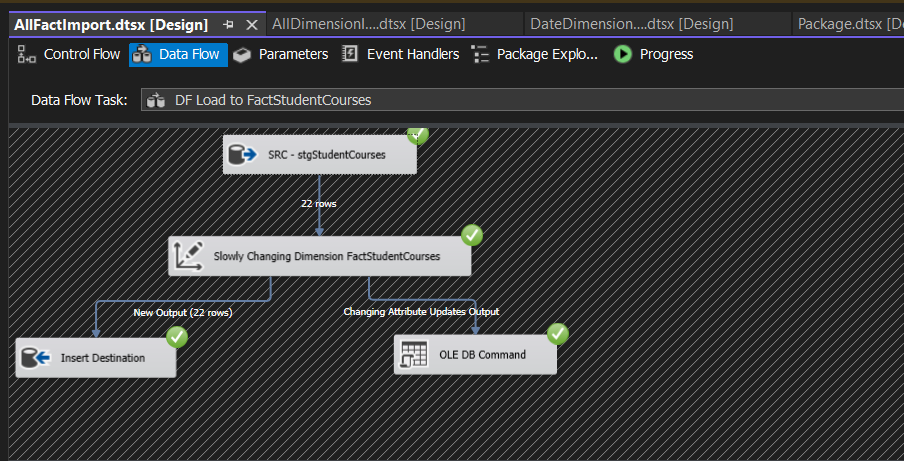 AllFactImport.dtsx [Design] AllDimensionI....dtsx [Design] DateDimension....dtsx [Design] Package.dtsx [De
Control Flow Data Flow Parameters Event Handlers Package Explo... Progress
Data Flow Task: DF Load to FactStudentCourses
SRC - stgStudentCourses
22 rows
Slowly Changing Dimension FactStudentCourses
New Output (22 rows) Changing Attribute Updates Output
Insert Destination OLE DB Command